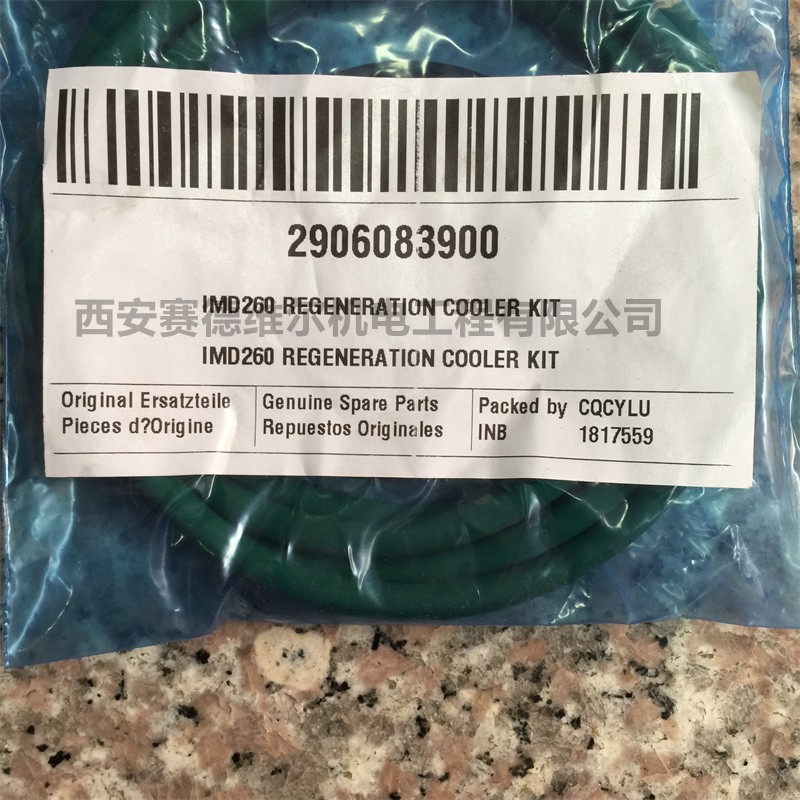 2906083900
IMD260 REGENERATION COOLER KIT
西安赛德维尔机电工程有限公司
IMD260 REGENERATION COOLER KIT
Original Ersatzteile
Pieces d?Origine
Genuine Spare Parts
Repuestos Originales
Packed by CQCYLU
INB 1817559